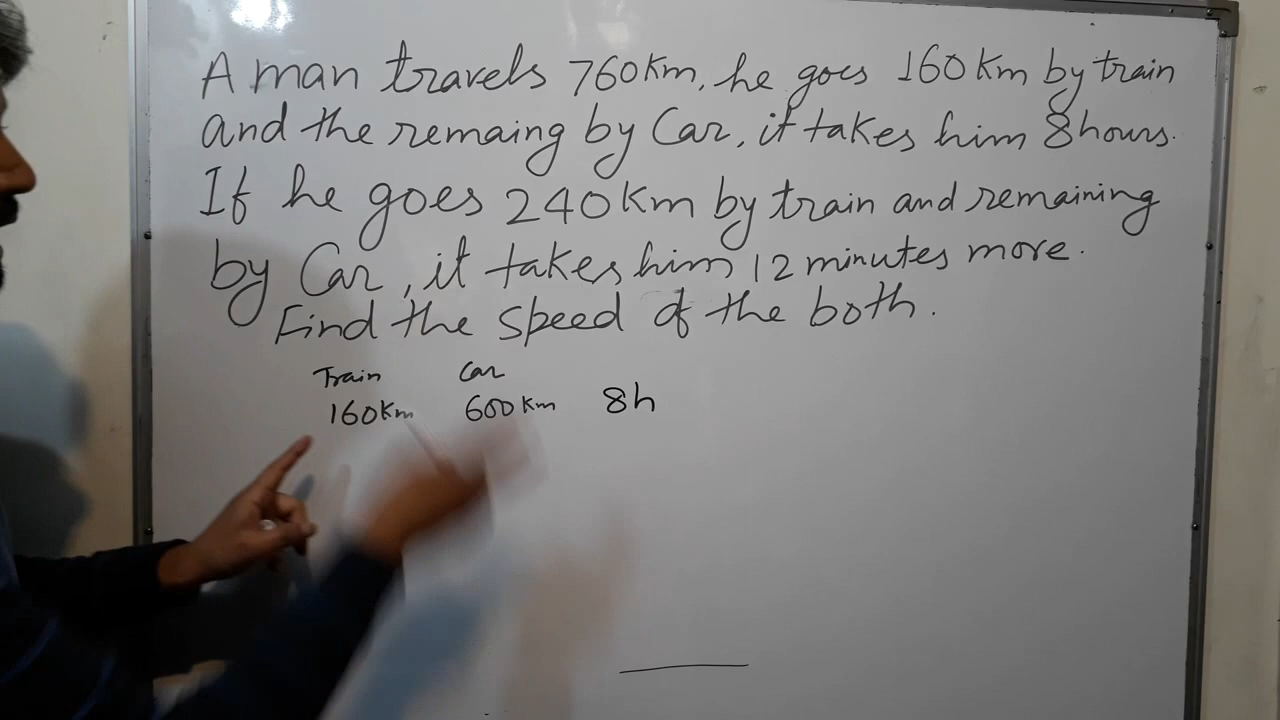 A man travels 760Km, he goes 160Km by train
and the remaing by Car, it takes him 8hours.
If he goes 240Km by train and remaining
by Car, it takes him 12 minutes more.
Find the speed of the both.
Train Car
160Km 600Km 8h